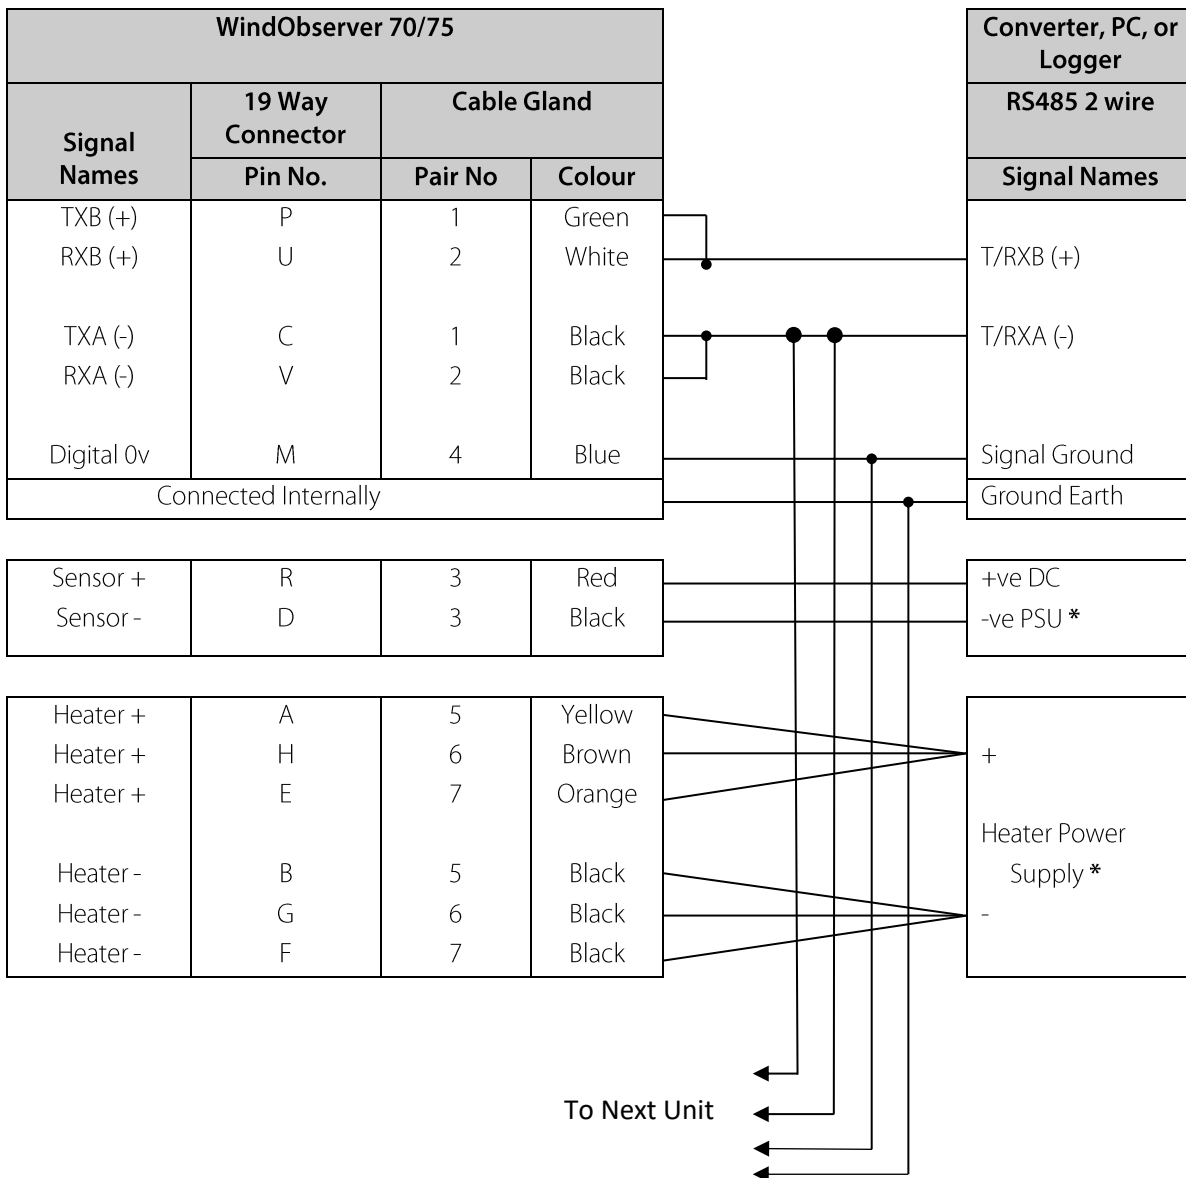 WindObserver 70/75
Converter, PC, or
Logger
Signal
Names
19 Way
Connector
Cable Gland
RS485 2 wire
Pin No. Pair No Colour Signal Names
TXB (+) P 1 Green
RXB (+) U 2 White T/RXB (+)
TXA (-) C 1 Black T/RXA (-)
RXA (-) V 2 Black
Digital 0v M 4 Blue Signal Ground
Connected Internally Ground Earth
Sensor + R 3 Red +ve DC
Sensor - D 3 Black -ve PSU *
Heater + A 5 Yellow
Heater + H 6 Brown +
Heater + E 7 Orange
Heater Power
Heater - B 5 Black Supply *
Heater - G 6 Black -
Heater - F 7 Black
To Next Unit